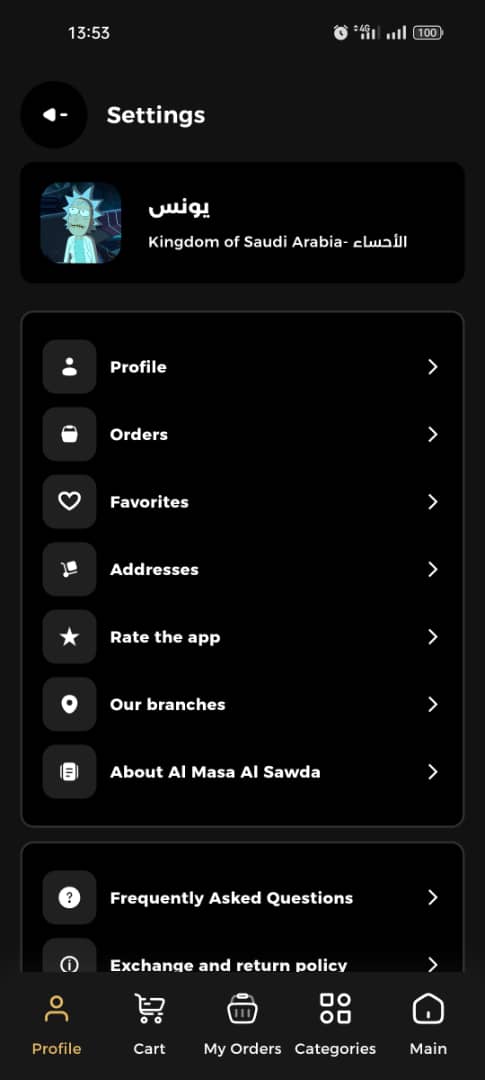 13:53
4G
100
Settings
يونس
Kingdom of Saudi Arabia- الأحساء
Profile
Orders
Favorites
Addresses
Rate the app
Our branches
About Al Masa Al Sawda
Frequently Asked Questions
Exchange and return policy
Profile
Cart
My Orders
Categories
Main